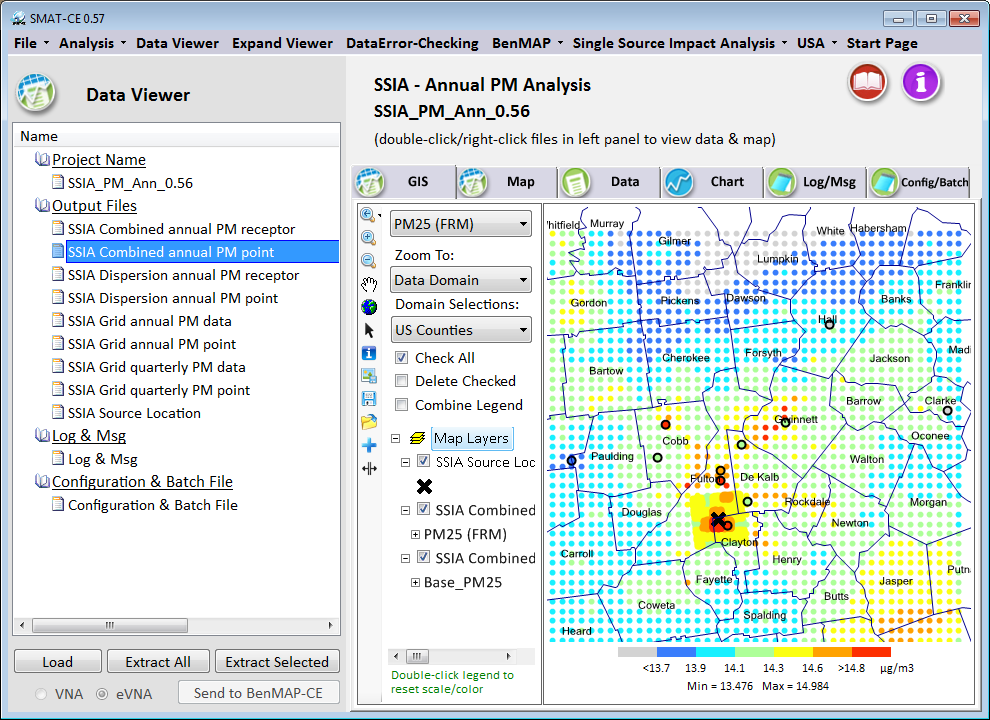 SMAT-CE 0.57
File Analysis Data Viewer Expand Viewer DataError-Checking BenMAP Single Source Impact Analysis USA Start Page
Data Viewer
Name
Project Name
SSIA_PM_Ann_0.56
Output Files
SSIA Combined annual PM receptor
SSIA Combined annual PM point
SSIA Dispersion annual PM receptor
SSIA Dispersion annual PM point
SSIA Grid annual PM data
SSIA Grid annual PM point
SSIA Grid quarterly PM data
SSIA Grid quarterly PM point
SSIA Source Location
Log & Msg
Log & Msg
Configuration & Batch File
Configuration & Batch File
Load Extract All Extract Selected
VNA eVNA Send to BenMAP-CE
SSIA - Annual PM Analysis
SSIA_PM_Ann_0.56
(double-click/right-click files in left panel to view data & map)
GIS Map Data Chart Log/Msg Config/Batch
PM25 (FRM)
Zoom To:
Data Domain
Domain Selections:
US Counties
Check All
Delete Checked
Combine Legend
Map Layers
SSIA Source Loc
SSIA Combined
PM25 (FRM)
SSIA Combined
Base_PM25
Double-click legend to
reset scale/color
hitfield Murray White Habersham
Gilmer
Lumpkin
Franklin
Gordon Pickens Dawson Banks
Hall
Cherokee Forsyth Jackson Madi
Bartow
Barrow Clarke
Gwinnett
Cobb Oconee
Paulding Walton
Fulton De Kalb
Douglas Rockdale Morgan
Newton
Clayton
Carroll Henry
Fayette Jasper Putn
Butts
Coweta
Spalding
Heard
<13.7 13.9 14.1 14.3 14.6 >14.8 µg/m3
Min = 13.476 Max = 14.984